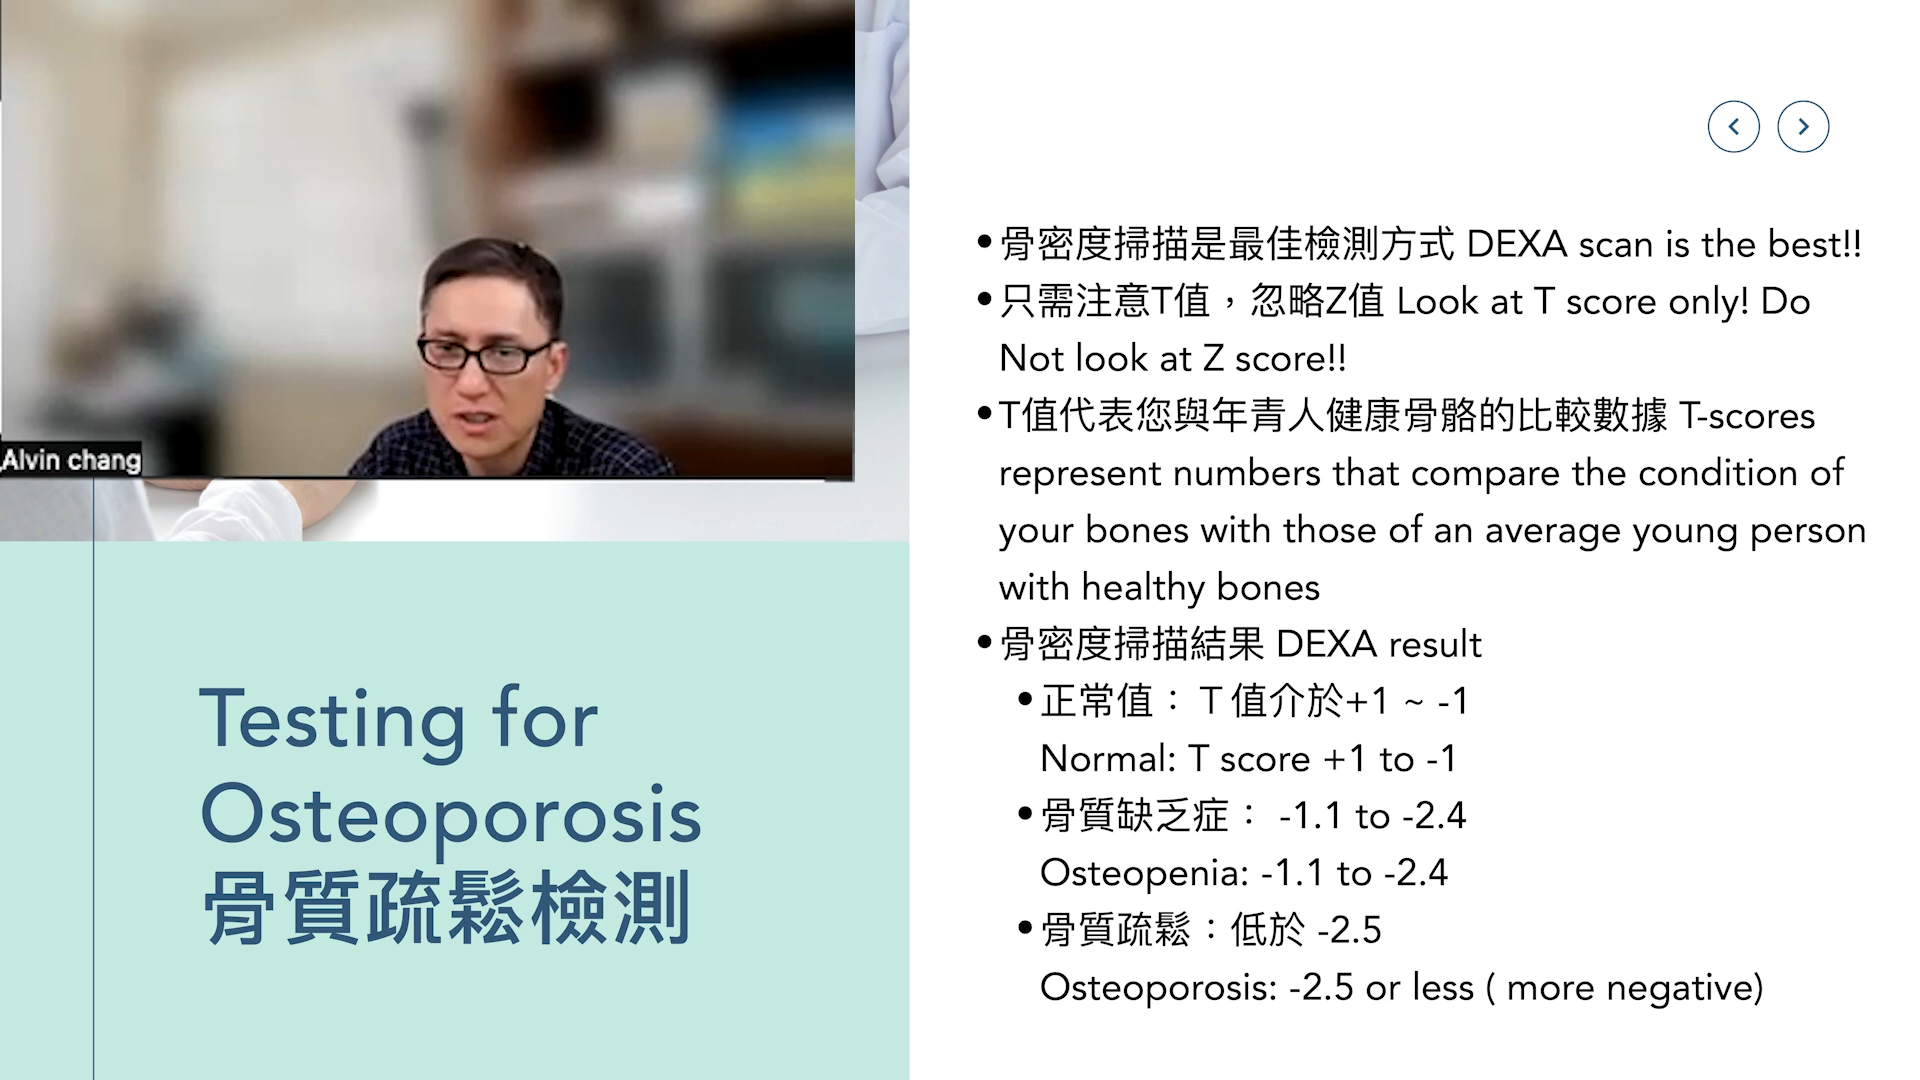 Alvin chang
Testing for
Osteoporosis
骨質疏鬆檢測
•骨密度掃描是最佳檢測方式 DEXA scan is the best!!
•只需注意T值，忽略Z值 Look at T score only! Do
Not look at Z score!!
•T值代表您與年青人健康骨骼的比較數據 T-scores
represent numbers that compare the condition of
your bones with those of an average young person
with healthy bones
•骨密度掃描結果 DEXA result
•正常值： T 值介於+1 ~ -1
Normal: T score +1 to -1
•骨質缺乏症： -1.1 to -2.4
Osteopenia: -1.1 to -2.4
•骨質疏鬆：低於 -2.5
Osteoporosis: -2.5 or less ( more negative)